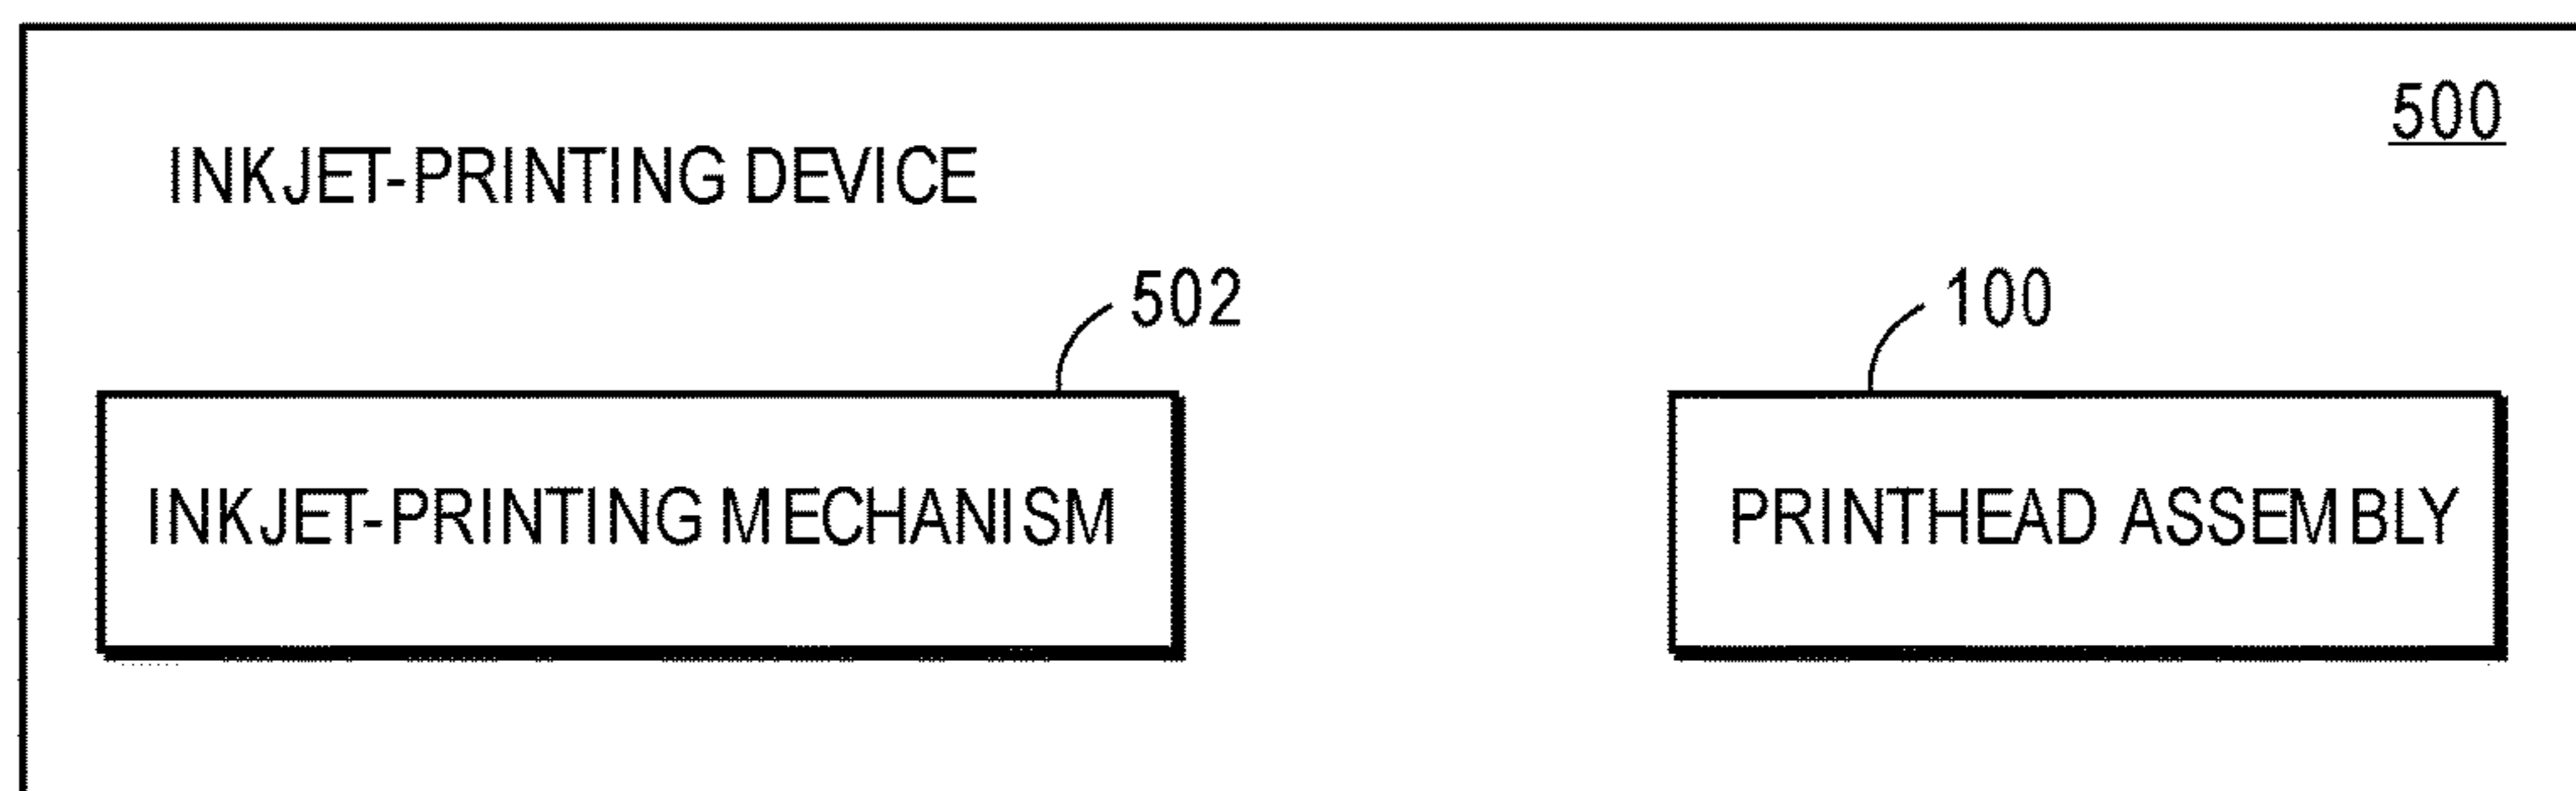 500
INKJET-PRINTING DEVICE
502
100
INKJET-PRINTING MECHANISM
PRINTHEAD ASSEMBLY